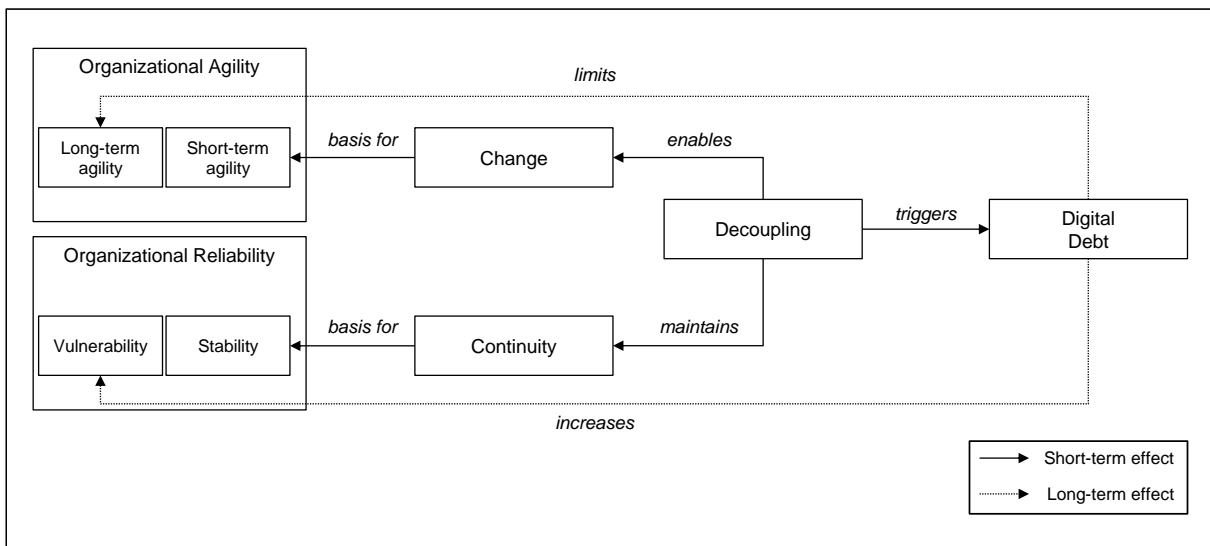 Organizational Agility
limits
Long-term
agility
Short-term
agility
basis for
Change
enables
Decoupling
triggers
Digital
Debt
Organizational Reliability
Vulnerability
Stability
basis for
Continuity
maintains
increases
Short-term effect
Long-term effect